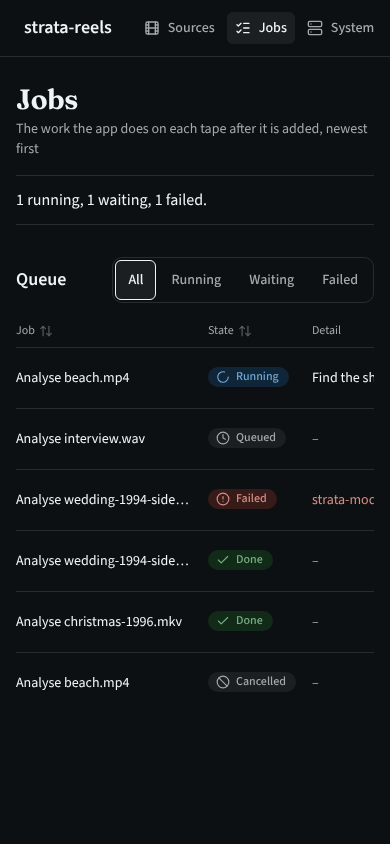 strata-reels Sources Jobs System
Jobs
The work the app does on each tape after it is added, newest
first
1 running, 1 waiting, 1 failed.
Queue All Running Waiting Failed
Job State Detail
Analyse beach.mp4 Running Find the sh
Analyse interview.wav Queued –
Analyse wedding-1994-side… Failed strata-moc
Analyse wedding-1994-side… Done –
Analyse christmas-1996.mkv Done –
Analyse beach.mp4 Cancelled –